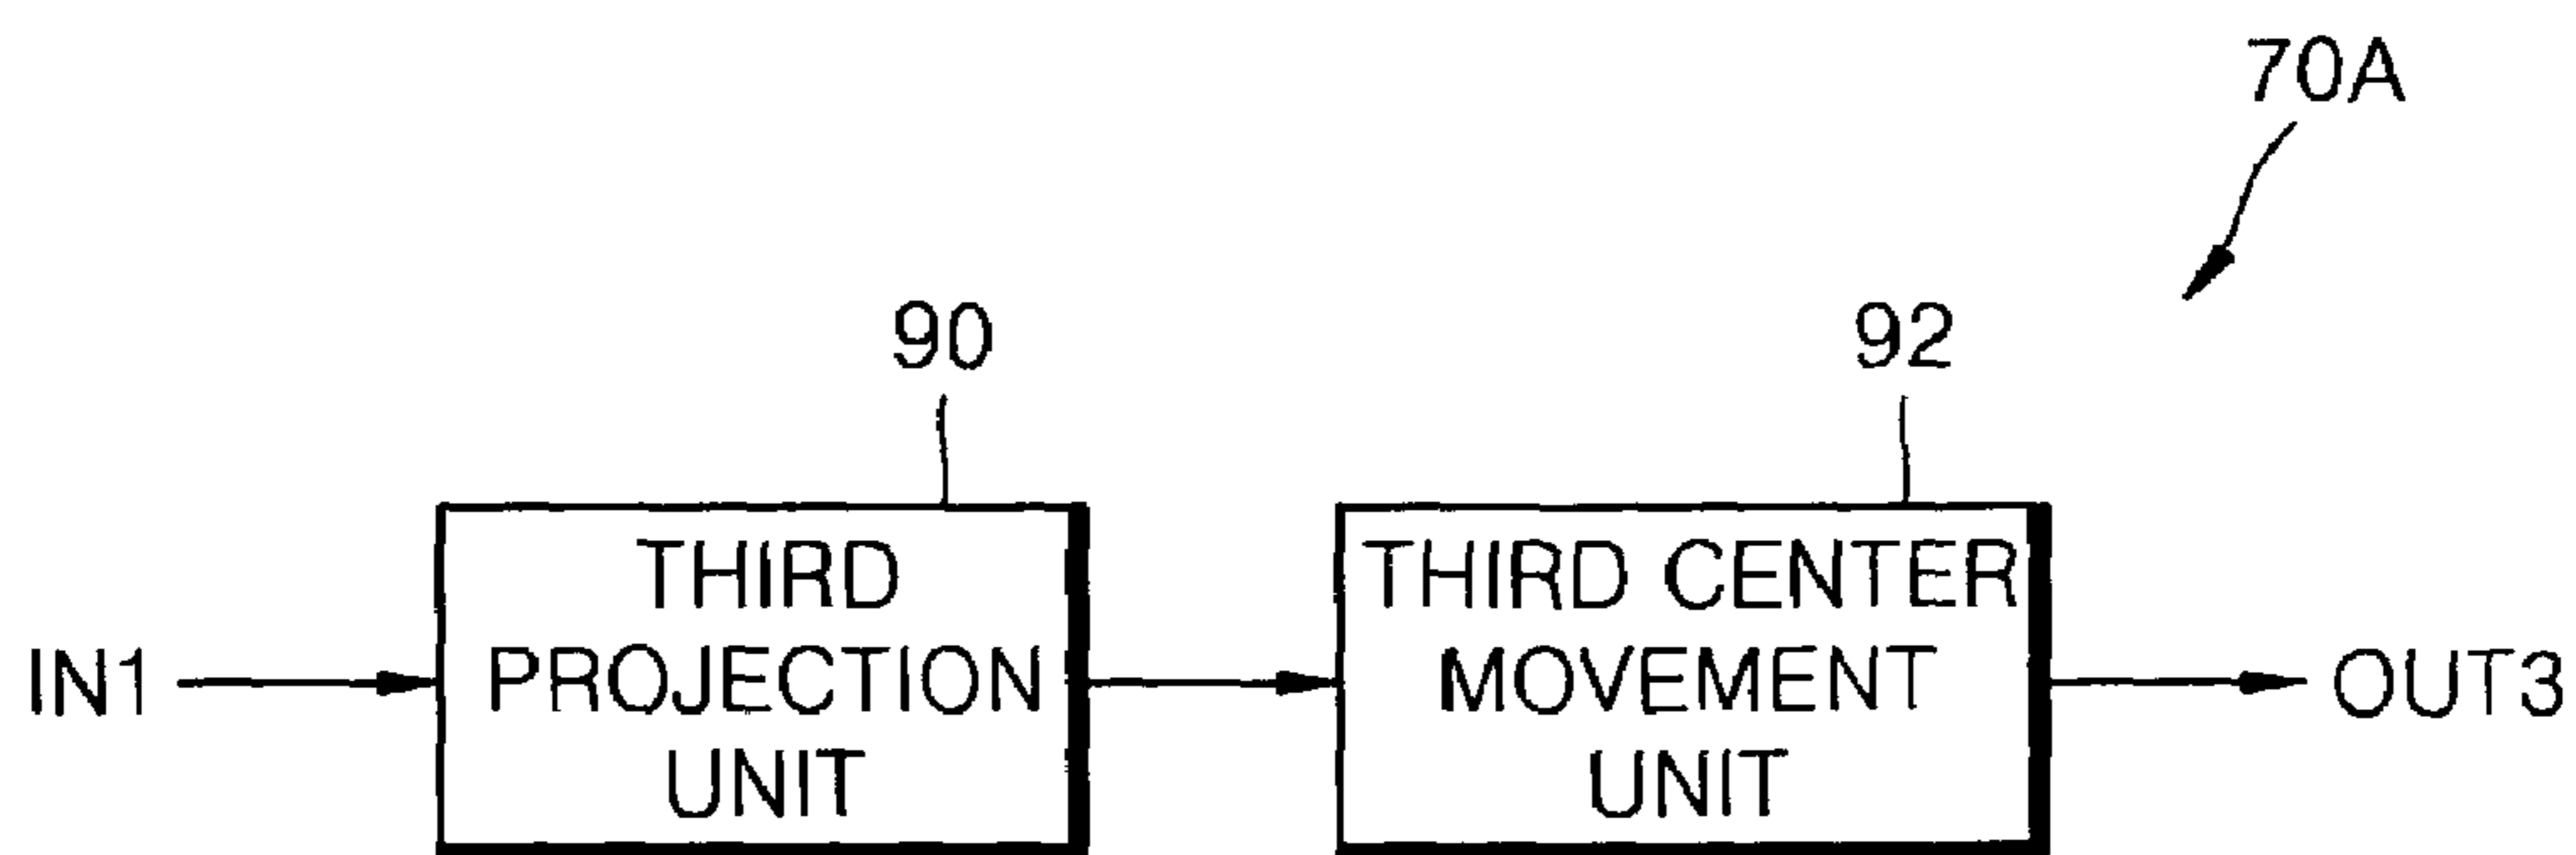 70A
90
92
THIRD
PROJECTION
UNIT
THIRD CENTER
MOVEMENT
UNIT
IN1
OUT3